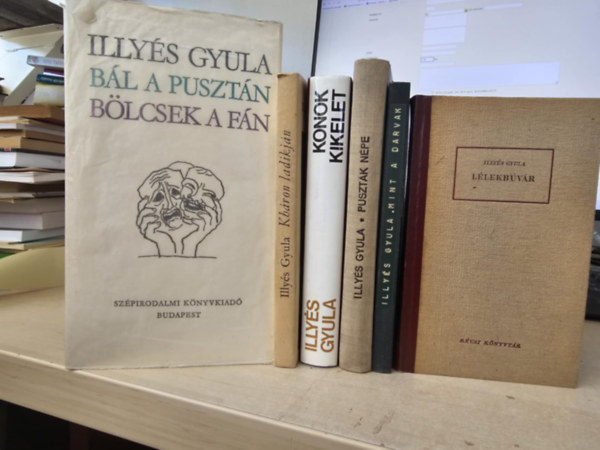 ILLYÉS GYULA
BÁL A PUSZTÁN
BÖLCSEK A FÁN
SZÉPIRODALMI KÖNYVKIADÓ
BUDAPEST
Illyés Gyula Kháron ladikján
ILLYÉS
GYULA
KONOK
KIKELET
ILLYÉS GYULA • PUSZTÁK NÉPE
ILLYÉS GYULA. MINT A DARVAK
ILLYÉS GYULA
LÉLEKBÚVÁR
RÉVAI KÖNYVTÁR